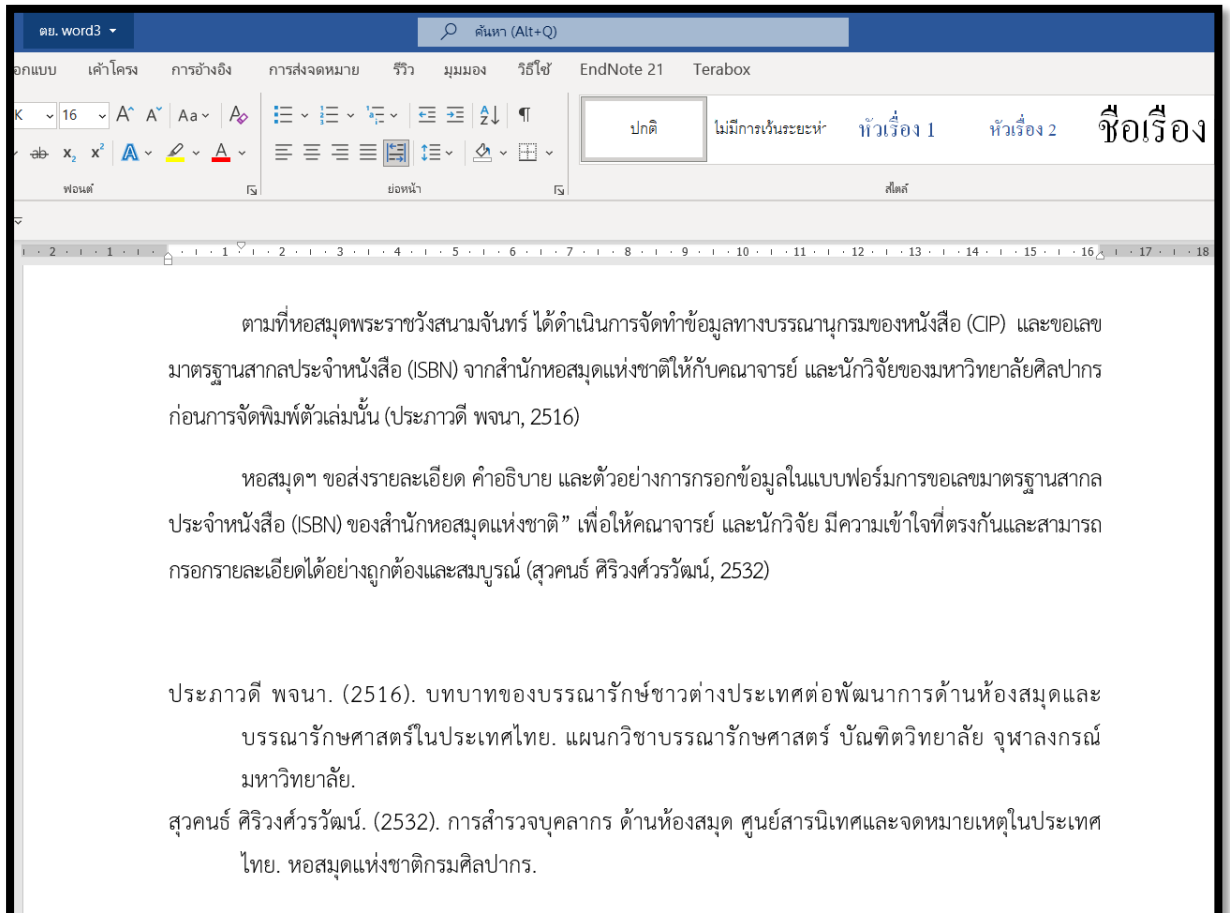 ตย. word3
ค้นหา (Alt+Q)
อกแบบ เค้าโครง การอ้างอิง การส่งจดหมาย รีวิว มุมมอง วิธีใช้ EndNote 21 Terabox
K 16 A A Aa A
ปกติ ไม่มีการเว้นระยะห่ หัวเรื่อง 1 หัวเรื่อง 2 ชื่อเรื่อง
ab x₂ x² A A
ฟอนต์ ย่อหน้า สไตล์
2 1 1 2 3 4 5 6 7 8 9 10 11 12 13 14 15 16 17 18
ตามที่หอสมุดพระราชวังสนามจันทร์ ได้ดำเนินการจัดทำข้อมูลทางบรรณานุกรมของหนังสือ (CIP) และขอเลข
มาตรฐานสากลประจำหนังสือ (ISBN) จากสำนักหอสมุดแห่งชาติให้กับคณาจารย์ และนักวิจัยของมหาวิทยาลัยศิลปากร
ก่อนการจัดพิมพ์ตัวเล่มนั้น (ประภาวดี พจนา, 2516)
หอสมุดฯ ขอส่งรายละเอียด คำอธิบาย และตัวอย่างการกรอกข้อมูลในแบบฟอร์มการขอเลขมาตรฐานสากล
ประจำหนังสือ (ISBN) ของสำนักหอสมุดแห่งชาติ” เพื่อให้คณาจารย์ และนักวิจัย มีความเข้าใจที่ตรงกันและสามารถ
กรอกรายละเอียดได้อย่างถูกต้องและสมบูรณ์ (สุวคนธ์ ศิริวงศ์วรวัฒน์, 2532)
ประภาวดี พจนา. (2516). บทบาทของบรรณารักษ์ชาวต่างประเทศต่อพัฒนาการด้านห้องสมุดและ
บรรณารักษศาสตร์ในประเทศไทย. แผนกวิชาบรรณารักษศาสตร์ บัณฑิตวิทยาลัย จุฬาลงกรณ์
มหาวิทยาลัย.
สุวคนธ์ ศิริวงศ์วรวัฒน์. (2532). การสำรวจบุคลากร ด้านห้องสมุด ศูนย์สารนิเทศและจดหมายเหตุในประเทศ
ไทย. หอสมุดแห่งชาติกรมศิลปากร.